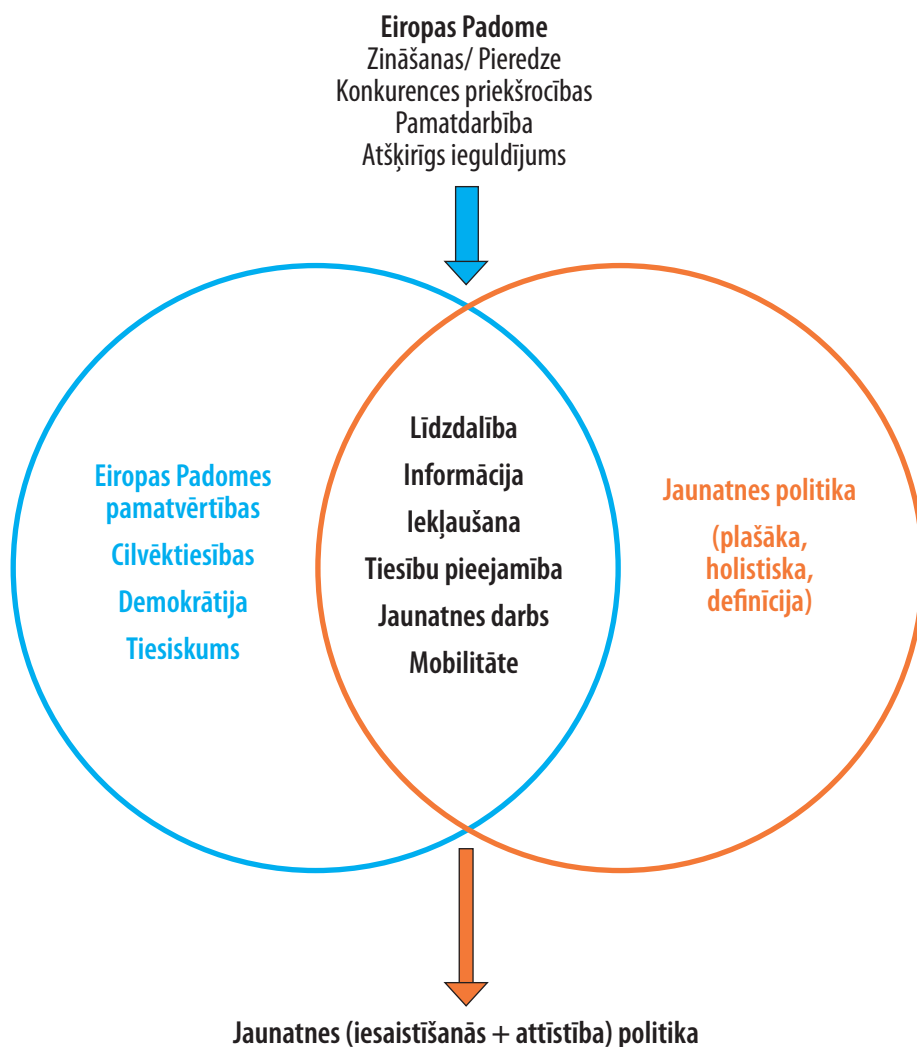 Eiropas Padome
Zināšanas/ Pieredze
Konkurences priekšrocības
Pamatdarbība
Atšķirīgs ieguldījums
Eiropas Padomes
pamatvērtības
Cilvēktiesības
Demokrātija
Tiesiskums
Līdzdalība
Informācija
Iekļaušana
Tiesību pieejamība
Jaunatnes darbs
Mobilitāte
Jaunatnes politika
(plašāka,
holistiska,
definīcija)
Jaunatnes (iesaistīšanās + attīstība) politika